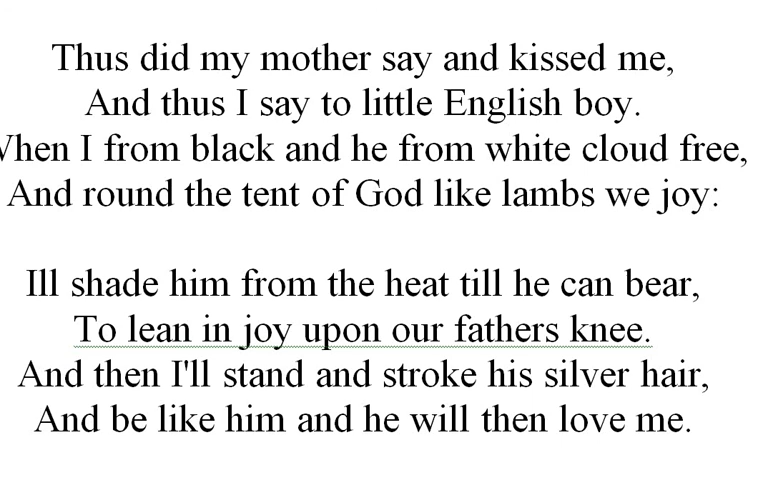 Thus did my mother say and kissed me,
And thus I say to little English boy.
When I from black and he from white cloud free,
And round the tent of God like lambs we joy:
Ill shade him from the heat till he can bear,
To lean in joy upon our fathers knee.
And then I'll stand and stroke his silver hair,
And be like him and he will then love me.